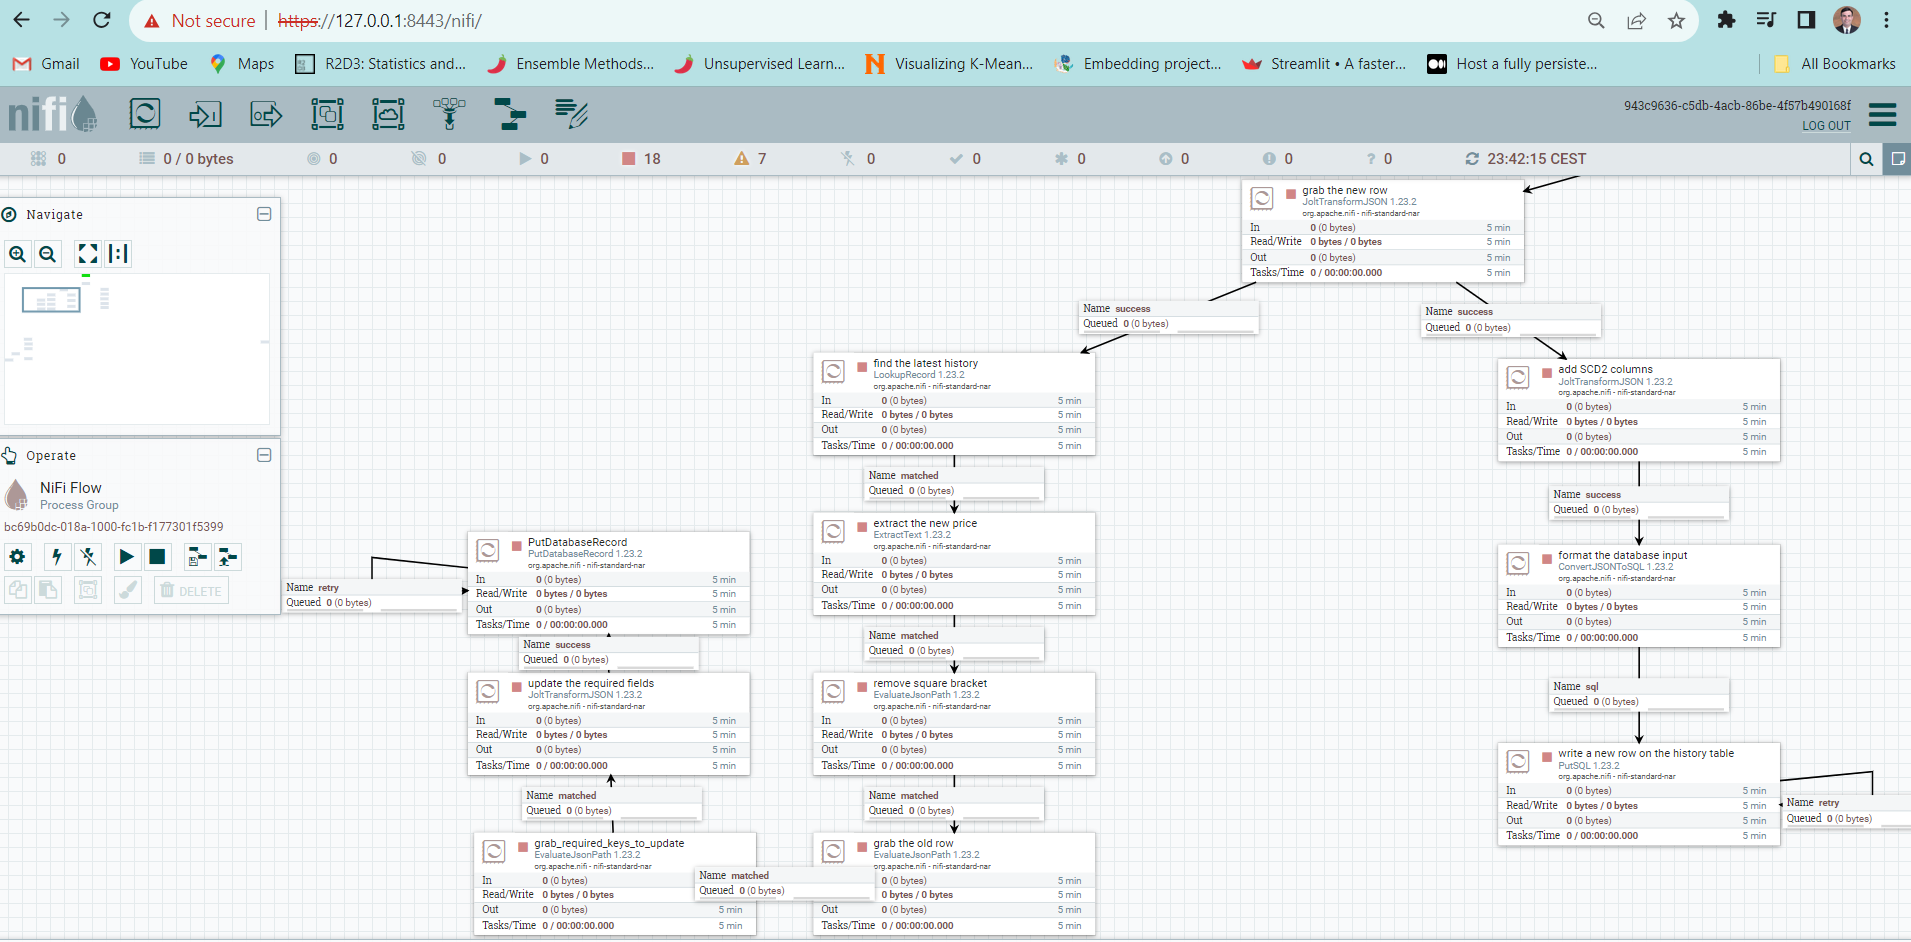 Not secure https://127.0.0.1:8443/nifi/
Gmail YouTube Maps R2D3: Statistics and... Ensemble Methods... Unsupervised Learn... Visualizing K-Mean... Embedding project... Streamlit • A faster... Host a fully persiste... All Bookmarks
nifi
943c9636-c5db-4acb-86be-4f57b490168f
LOG OUT
0 0 / 0 bytes 0 0 0 18 7 0 0 0 0 0 ? 0 23:42:15 CEST
Navigate
Operate
NiFi Flow
Process Group
bc69b0dc-018a-1000-fc1b-f177301f5399
DELETE
grab the new row
JoltTransformJSON 1.23.2
org.apache.nifi - nifi-standard-nar
In 0 (0 bytes) 5 min
Read/Write 0 bytes / 0 bytes 5 min
Out 0 (0 bytes) 5 min
Tasks/Time 0 / 00:00:00.000 5 min
Name success
Queued 0 (0 bytes)
Name success
Queued 0 (0 bytes)
find the latest history
LookupRecord 1.23.2
org.apache.nifi - nifi-standard-nar
In 0 (0 bytes) 5 min
Read/Write 0 bytes / 0 bytes 5 min
Out 0 (0 bytes) 5 min
Tasks/Time 0 / 00:00:00.000 5 min
Name matched
Queued 0 (0 bytes)
extract the new price
ExtractText 1.23.2
org.apache.nifi - nifi-standard-nar
In 0 (0 bytes) 5 min
Read/Write 0 bytes / 0 bytes 5 min
Out 0 (0 bytes) 5 min
Tasks/Time 0 / 00:00:00.000 5 min
Name matched
Queued 0 (0 bytes)
remove square bracket
EvaluateJsonPath 1.23.2
org.apache.nifi - nifi-standard-nar
In 0 (0 bytes) 5 min
Read/Write 0 bytes / 0 bytes 5 min
Out 0 (0 bytes) 5 min
Tasks/Time 0 / 00:00:00.000 5 min
Name matched
Queued 0 (0 bytes)
grab the old row
EvaluateJsonPath 1.23.2
org.apache.nifi - nifi-standard-nar
0 (0 bytes) 5 min
0 bytes / 0 bytes 5 min
Out 0 (0 bytes) 5 min
Tasks/Time 0 / 00:00:00.000 5 min
Name matched
Queued 0 (0 bytes)
grab_required_keys_to_update
EvaluateJsonPath 1.23.2
org.apache.nifi - nifi-standard-nar
In 0 (0 bytes)
Read/Write 0 bytes / 0 bytes
Out 0 (0 bytes) 5 min
Tasks/Time 0 / 00:00:00.000 5 min
Name matched
Queued 0 (0 bytes)
update the required fields
JoltTransformJSON 1.23.2
org.apache.nifi - nifi-standard-nar
In 0 (0 bytes) 5 min
Read/Write 0 bytes / 0 bytes 5 min
Out 0 (0 bytes) 5 min
Tasks/Time 0 / 00:00:00.000 5 min
Name success
Queued 0 (0 bytes)
PutDatabaseRecord
PutDatabaseRecord 1.23.2
org.apache.nifi - nifi-standard-nar
In 0 (0 bytes) 5 min
Read/Write 0 bytes / 0 bytes 5 min
Out 0 (0 bytes) 5 min
Tasks/Time 0 / 00:00:00.000 5 min
Name retry
Queued 0 (0 bytes)
add SCD2 columns
JoltTransformJSON 1.23.2
org.apache.nifi - nifi-standard-nar
In 0 (0 bytes) 5 min
Read/Write 0 bytes / 0 bytes 5 min
Out 0 (0 bytes) 5 min
Tasks/Time 0 / 00:00:00.000 5 min
Name success
Queued 0 (0 bytes)
format the database input
ConvertJSONToSQL 1.23.2
org.apache.nifi - nifi-standard-nar
In 0 (0 bytes) 5 min
Read/Write 0 bytes / 0 bytes 5 min
Out 0 (0 bytes) 5 min
Tasks/Time 0 / 00:00:00.000 5 min
Name sql
Queued 0 (0 bytes)
write a new row on the history table
PutSQL 1.23.2
org.apache.nifi - nifi-standard-nar
In 0 (0 bytes) 5 min
Read/Write 0 bytes / 0 bytes 5 min
Out 0 (0 bytes) 5 min
Tasks/Time 0 / 00:00:00.000 5 min
Name retry
Queued 0 (0 bytes)